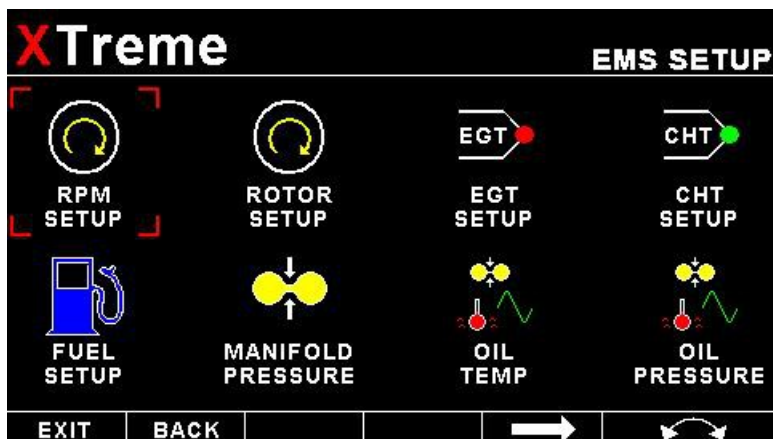 XTreme
EMS SETUP
EGT
CHT
RPM
SETUP
ROTOR
SETUP
EGT
SETUP
CHT
SETUP
FUEL
SETUP
MANIFOLD
PRESSURE
OIL
TEMP
OIL
PRESSURE
EXIT
BACK